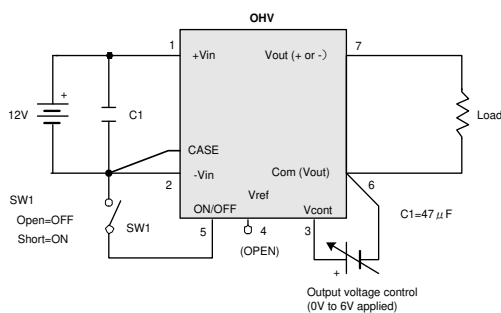 OHV
1
+Vin
Vout (+ or -)
7
+
12V
C1
Load
CASE
-Vin
Com (Vout)
2
6
SW1
Open=OFF
Short=ON
SW1
Vref
ON/OFF
Vcont
C1=47μF
5
4
3
(OPEN)
+
Output voltage control
(0V to 6V applied)